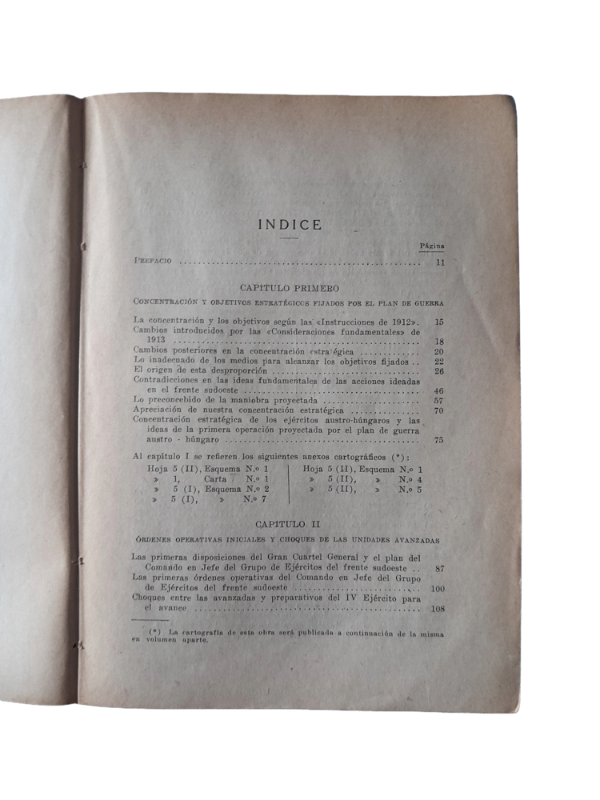 INDICE
Página
PREFACIO ........ 11
CAPITULO PRIMERO
CONCENTRACIÓN Y OBJETIVOS ESTRATÉGICOS FIJADOS POR EL PLAN DE GUERRA
La concentración y los objetivos según las «Instrucciones de 1912». 15
Cambios introducidos por las «Consideraciones fundamentales» de
1913 ........ 18
Cambios posteriores en la concentración estratégica ........ 20
Lo inadecuado de los medios para alcanzar los objetivos fijados .. 22
El origen de esta desproporción ........ 26
Contradicciones en las ideas fundamentales de las acciones ideadas
en el frente sudoeste ........ 46
Lo preconcebido de la maniobra proyectada ........ 57
Apreciación de nuestra concentración estratégica ........ 70
Concentración estratégica de los ejércitos austro-húngaros y las
ideas de la primera operación proyectada por el plan de guerra
austro - húngaro ........ 75
Al capítulo I se refieren los siguientes anexos cartográficos (*):
Hoja 5 (II), Esquema N.º 1 Hoja 5 (II), Esquema N.º 1
» 1, Carta N.º 1 » 5 (II), » N.º 4
» 5 (I), Esquema N.º 2 » 5 (II), » N.º 5
» 5 (I), » N.º 7
CAPITULO II
ÓRDENES OPERATIVAS INICIALES Y CHOQUES DE LAS UNIDADES AVANZADAS
Las primeras disposiciones del Gran Cuartel General y el plan del
Comando en Jefe del Grupo de Ejércitos del frente sudoeste .. 87
Las primeras órdenes operativas del Comando en Jefe del Grupo
de Ejércitos del frente sudoeste ........ 100
Choques entre las avanzadas y preparativos del IV Ejército para
el avance ........ 108
(*) La cartografía de esta obra será publicada a continuación de la misma
en volumen aparte.